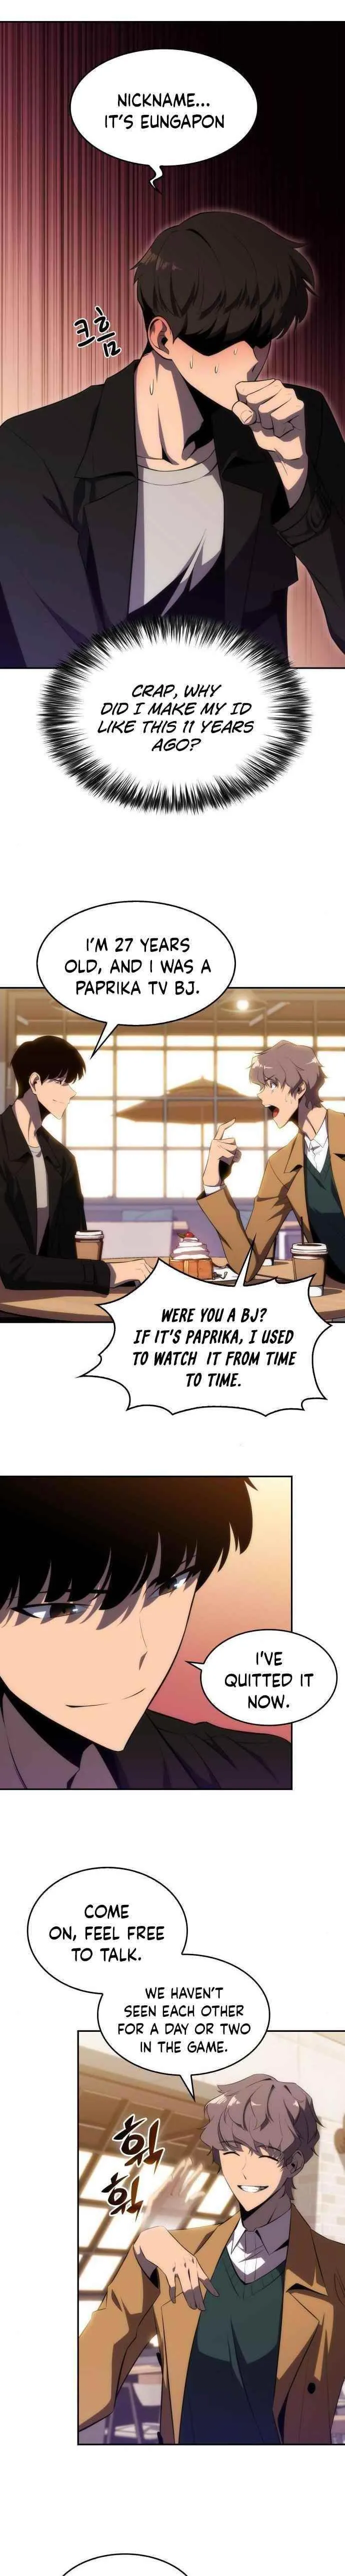 NICKNAME...
IT'S EUNGAPON
크흠
CRAP, WHY
DID I MAKE MY ID
LIKE THIS 11 YEARS
AGO?
I'M 27 YEARS
OLD, AND I WAS A
PAPRIKA TV BJ.
WERE YOU A BJ?
IF IT'S PAPRIKA, I USED
TO WATCH IT FROM TIME
TO TIME.
I'VE
QUITTED IT
NOW.
COME
ON, FEEL FREE
TO TALK.
WE HAVEN'T
SEEN EACH OTHER
FOR A DAY OR TWO
IN THE GAME.
휙
휙